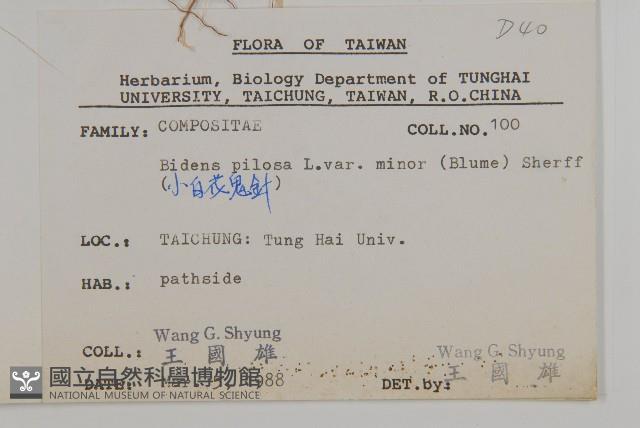 D40
FLORA OF TAIWAN
Herbarium, Biology Department of TUNGHAI
UNIVERSITY, TAICHUNG, TAIWAN, R.O.CHINA
FAMILY: COMPOSITAE COLL.NO. 100
Bidens pilosa L.var. minor (Blume) Sherff
(小白花鬼針)
LOC.: TAICHUNG: Tung Hai Univ.
HAB.: pathside
COLL.: Wang G. Shyung
王國雄
Wang G. Shyung
DET.by: 王國雄
DATE: 1988
國立自然科學博物館
NATIONAL MUSEUM OF NATURAL SCIENCE